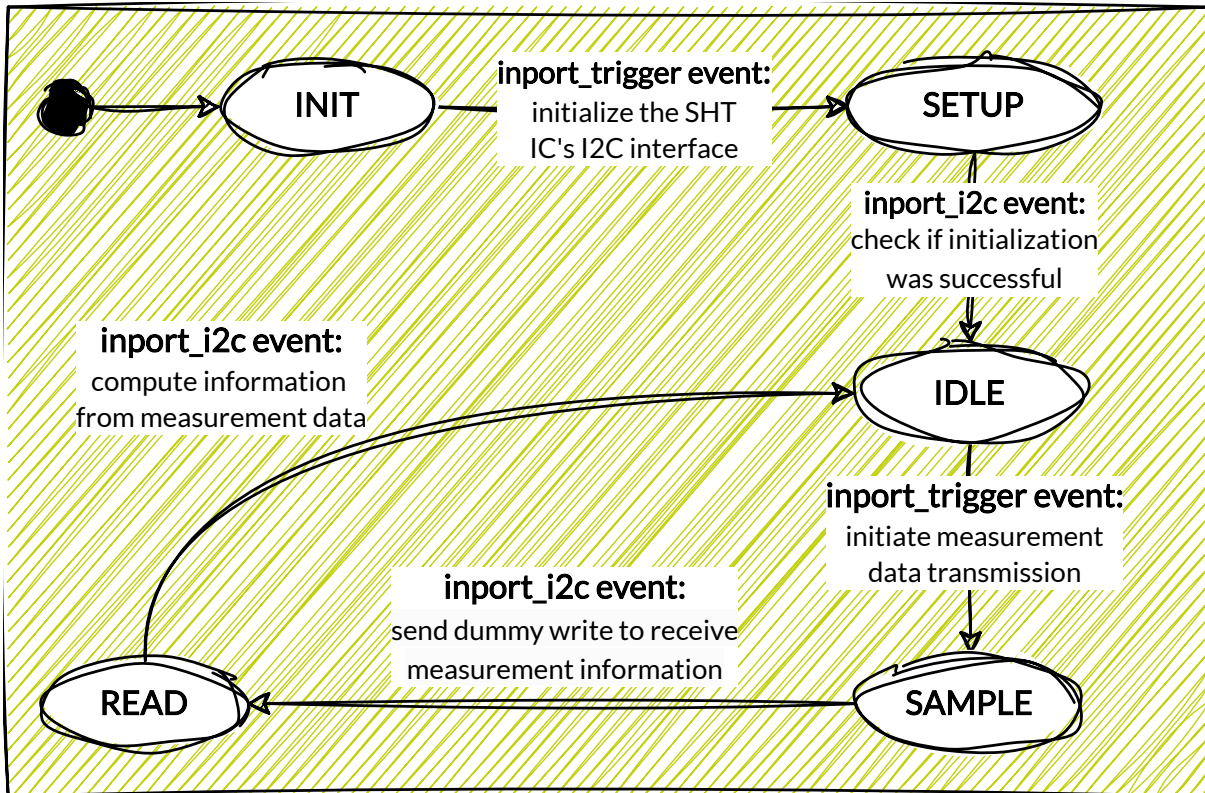 INIT
inport_trigger event:
initialize the SHT
IC's I2C interface
SETUP
inport_i2c event:
check if initialization
was successful
inport_i2c event:
compute information
from measurement data
IDLE
inport_trigger event:
initiate measurement
data transmission
inport_i2c event:
send dummy write to receive
measurement information
READ
SAMPLE